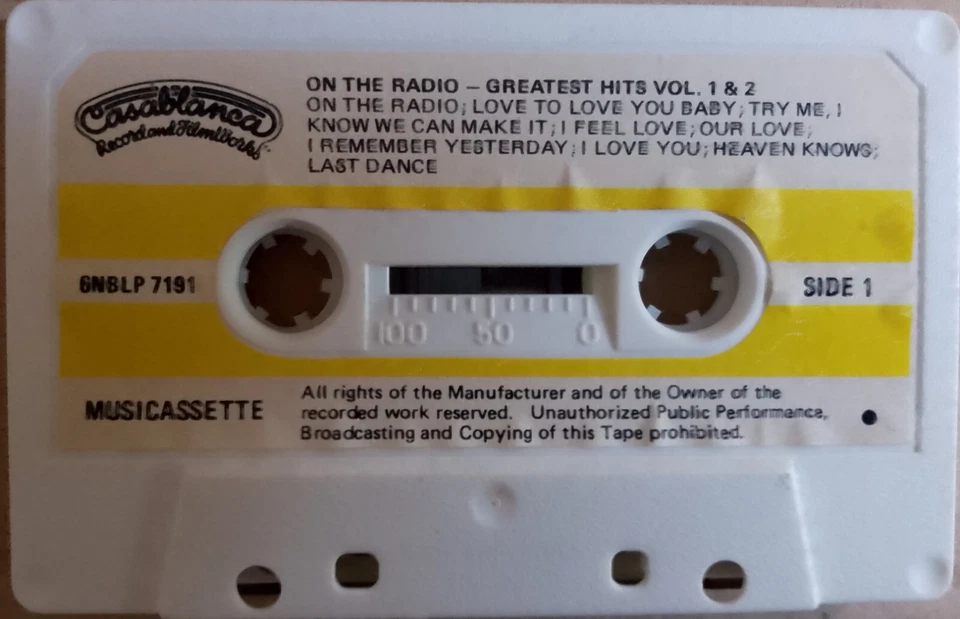 Casablanca
Record and FilmWorks
ON THE RADIO – GREATEST HITS VOL. 1 & 2
ON THE RADIO; LOVE TO LOVE YOU BABY; TRY ME, I
KNOW WE CAN MAKE IT; I FEEL LOVE; OUR LOVE;
I REMEMBER YESTERDAY; I LOVE YOU; HEAVEN KNOWS;
LAST DANCE
6NBLP 7191
SIDE 1
100 50 0
MUSICASSETTE
All rights of the Manufacturer and of the Owner of the
recorded work reserved. Unauthorized Public Performance,
Broadcasting and Copying of this Tape prohibited.